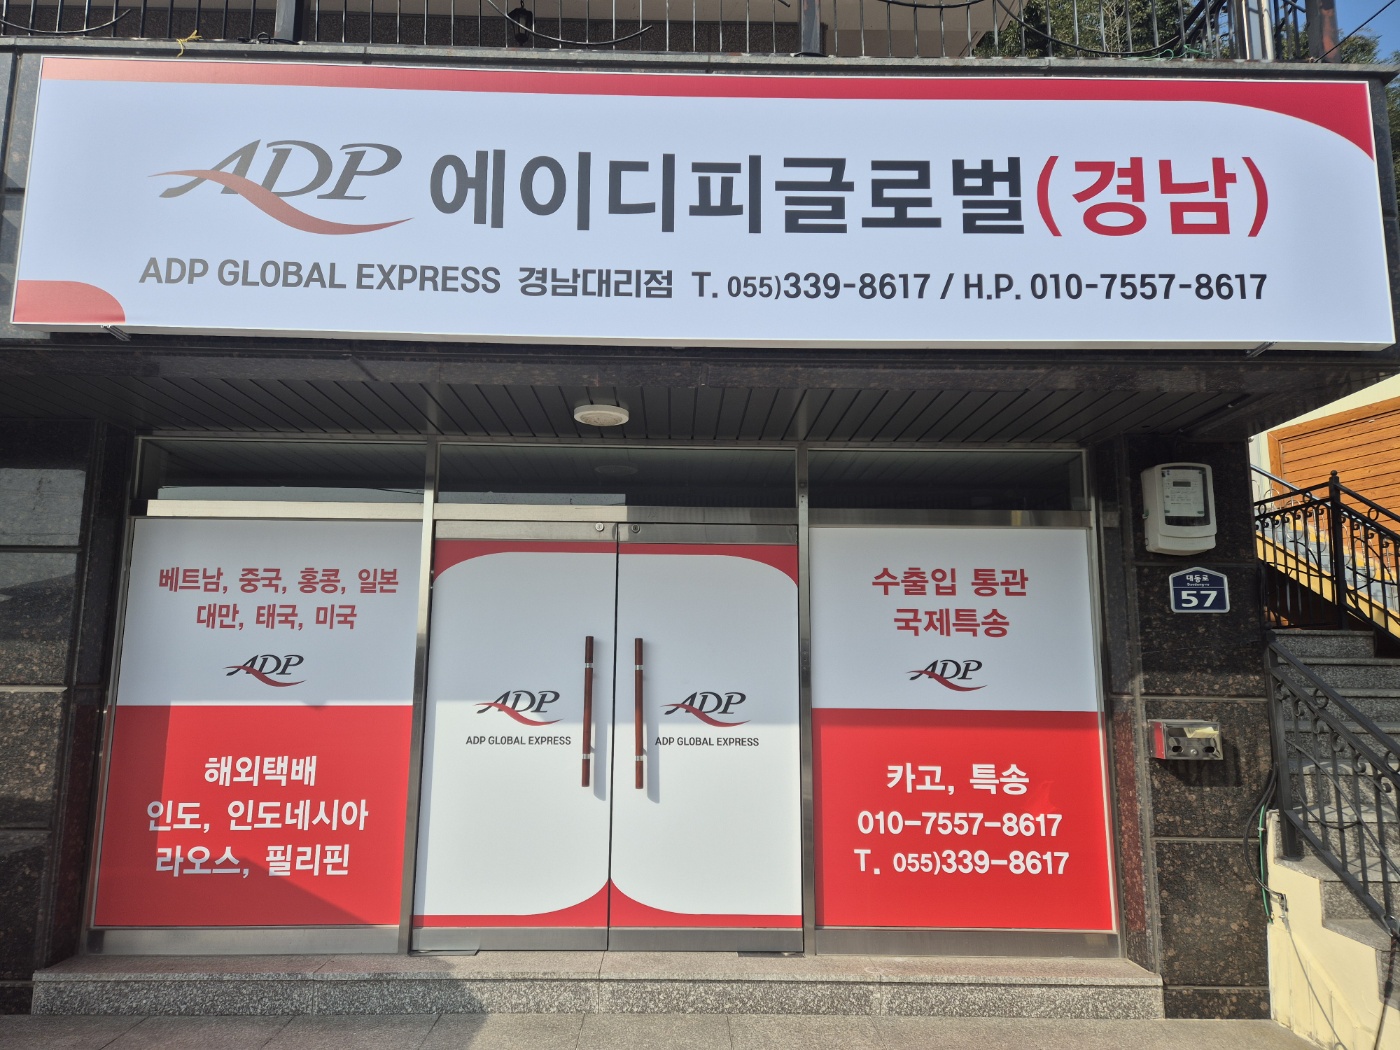 ADP 에이디피글로벌(경남)
ADP GLOBAL EXPRESS 경남대리점 T. 055)339-8617 / H.P. 010-7557-8617
베트남, 중국, 홍콩, 일본
대만, 태국, 미국
ADP
해외택배
인도, 인도네시아
라오스, 필리핀
ADP
ADP GLOBAL EXPRESS
ADP
ADP GLOBAL EXPRESS
수출입 통관
국제특송
ADP
카고, 특송
010-7557-8617
T. 055)339-8617
대동로
57